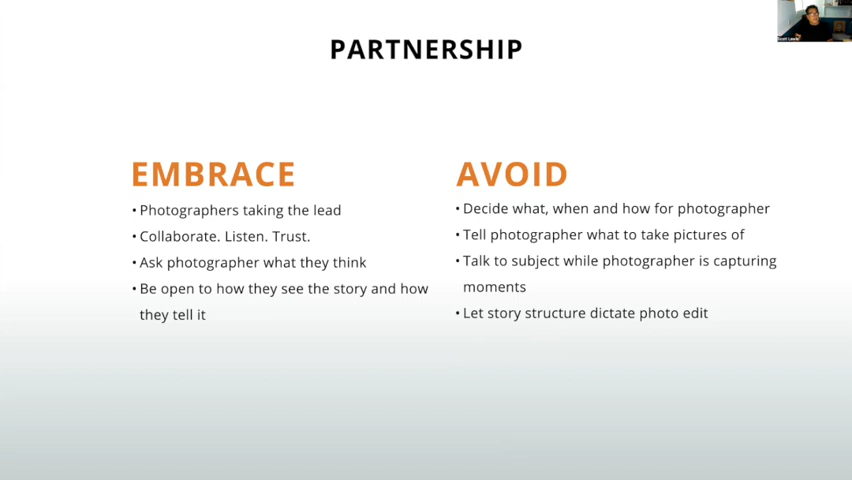 PARTNERSHIP
EMBRACE
• Photographers taking the lead
• Collaborate. Listen. Trust.
• Ask photographer what they think
• Be open to how they see the story and how
they tell it
AVOID
• Decide what, when and how for photographer
• Tell photographer what to take pictures of
• Talk to subject while photographer is capturing
moments
• Let story structure dictate photo edit